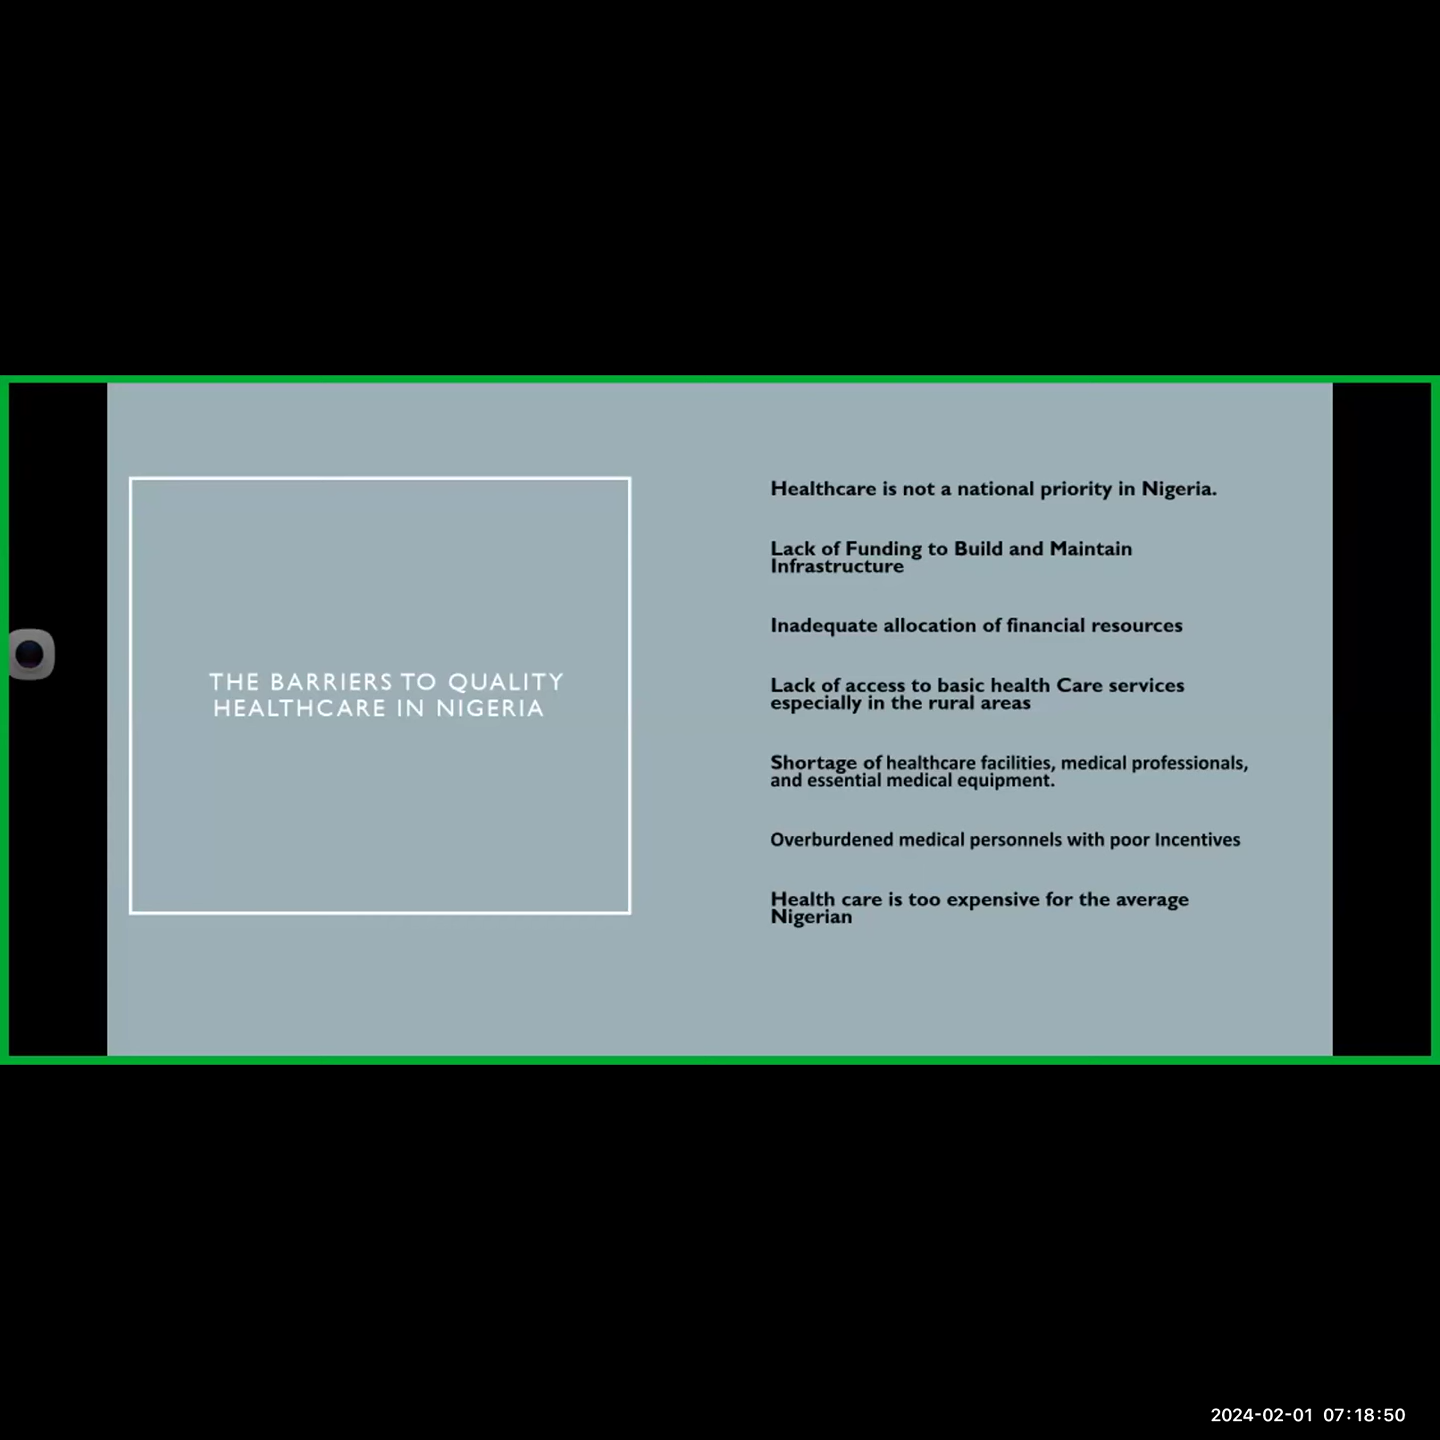 THE BARRIERS TO QUALITY
HEALTHCARE IN NIGERIA
Healthcare is not a national priority in Nigeria.
Lack of Funding to Build and Maintain
Infrastructure
Inadequate allocation of financial resources
Lack of access to basic health Care services
especially in the rural areas
Shortage of healthcare facilities, medical professionals,
and essential medical equipment.
Overburdened medical personnels with poor Incentives
Health care is too expensive for the average
Nigerian
2024-02-01 07:18:50